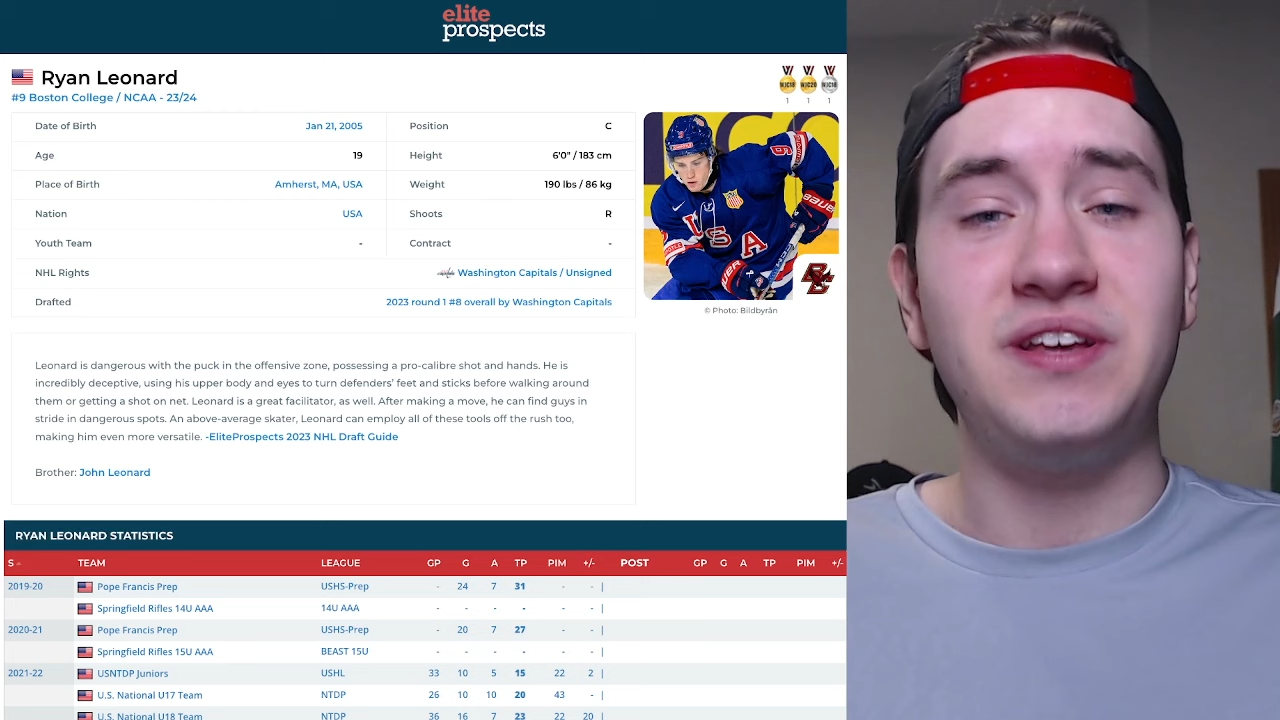 elite
prospects
Ryan Leonard
#9 Boston College / NCAA - 23/24
WJC18 WJC20 WJC18
1 1 1
Date of Birth Jan 21, 2005 Position C
Age 19 Height 6'0" / 183 cm
Place of Birth Amherst, MA, USA Weight 190 lbs / 86 kg
Nation USA Shoots R
Youth Team - Contract -
NHL Rights Washington Capitals / Unsigned
Drafted 2023 round 1 #8 overall by Washington Capitals
USA
BAUER
BC
© Photo: Bildbyrån
Leonard is dangerous with the puck in the offensive zone, possessing a pro-calibre shot and hands. He is
incredibly deceptive, using his upper body and eyes to turn defenders' feet and sticks before walking around
them or getting a shot on net. Leonard is a great facilitator, as well. After making a move, he can find guys in
stride in dangerous spots. An above-average skater, Leonard can employ all of these tools off the rush too,
making him even more versatile. -EliteProspects 2023 NHL Draft Guide
Brother: John Leonard
RYAN LEONARD STATISTICS
S TEAM LEAGUE GP G A TP PIM +/- POST GP G A TP PIM +/-
2019-20 Pope Francis Prep USHS-Prep - 24 7 31 - - |
Springfield Rifles 14U AAA 14U AAA - - - - - - |
2020-21 Pope Francis Prep USHS-Prep - 20 7 27 - - |
Springfield Rifles 15U AAA BEAST 15U - - - - - - |
2021-22 USNTDP Juniors USHL 33 10 5 15 22 2 |
U.S. National U17 Team NTDP 26 10 10 20 43 - |
U.S. National U18 Team NTDP 36 16 7 23 22 20 |